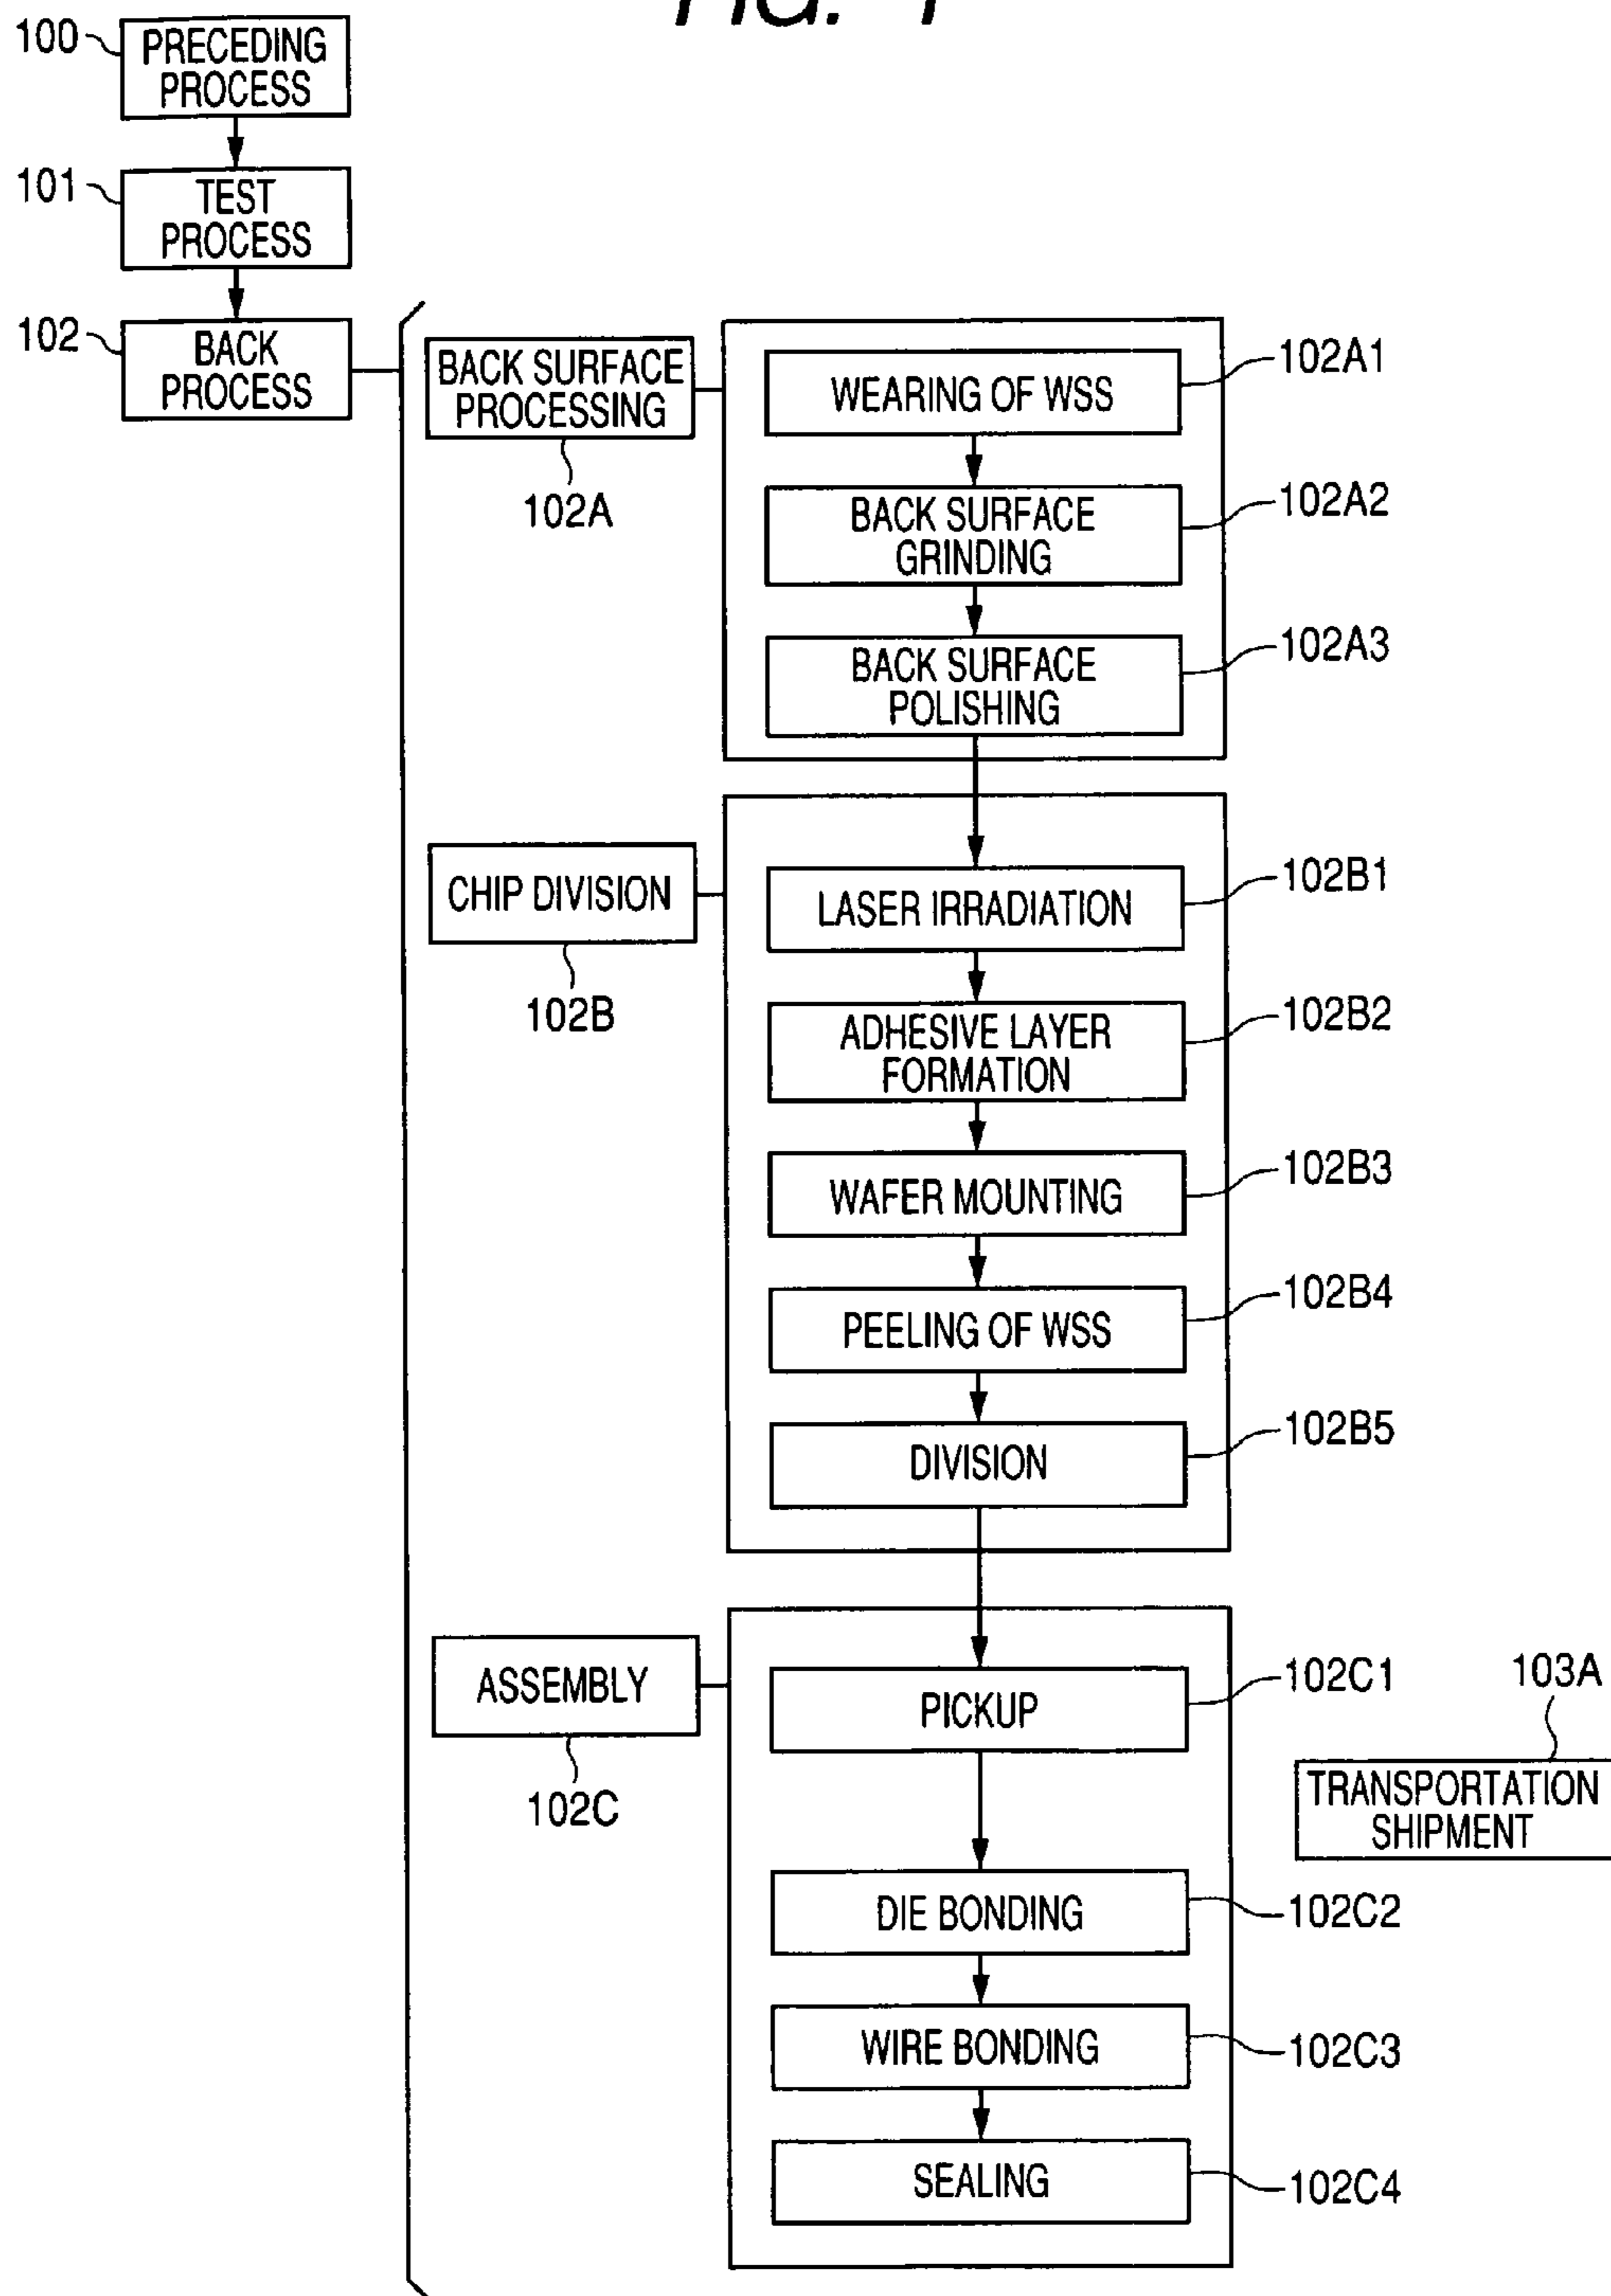 FIG. 1
100
PRECEDING
PROCESS
101
TEST
PROCESS
102
BACK
PROCESS
BACK SURFACE
PROCESSING
102A
WEARING OF WSS
102A1
BACK SURFACE
GRINDING
102A2
BACK SURFACE
POLISHING
102A3
CHIP DIVISION
102B
LASER IRRADIATION
102B1
ADHESIVE LAYER
FORMATION
102B2
WAFER MOUNTING
102B3
PEELING OF WSS
102B4
DIVISION
102B5
ASSEMBLY
102C
PICKUP
102C1
103A
TRANSPORTATION
SHIPMENT
DIE BONDING
102C2
WIRE BONDING
102C3
SEALING
102C4